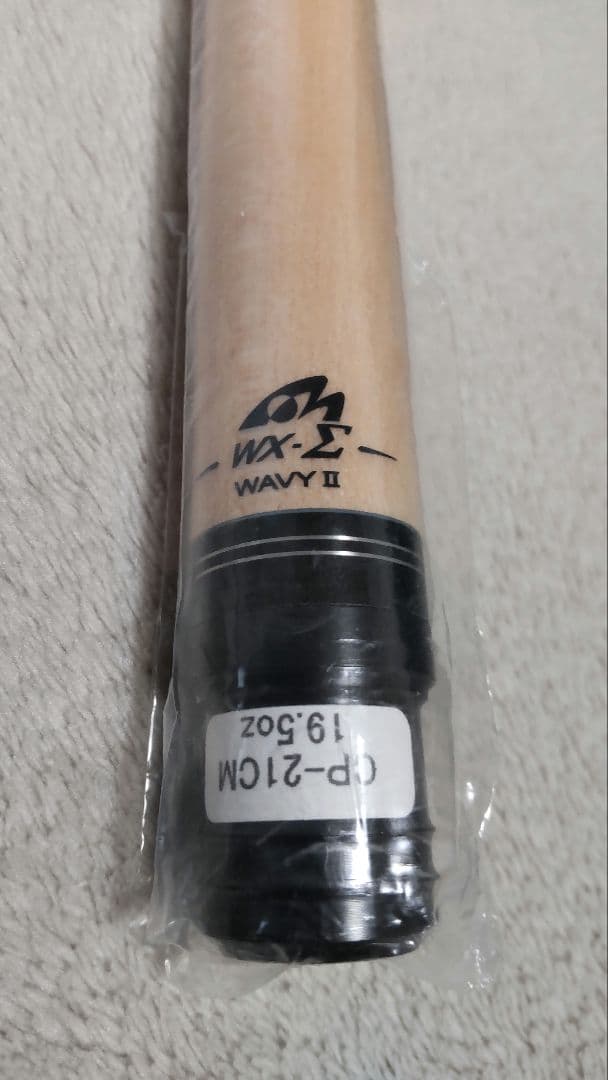 WX-Σ
WAVY II
CP-21CM
19.5oz